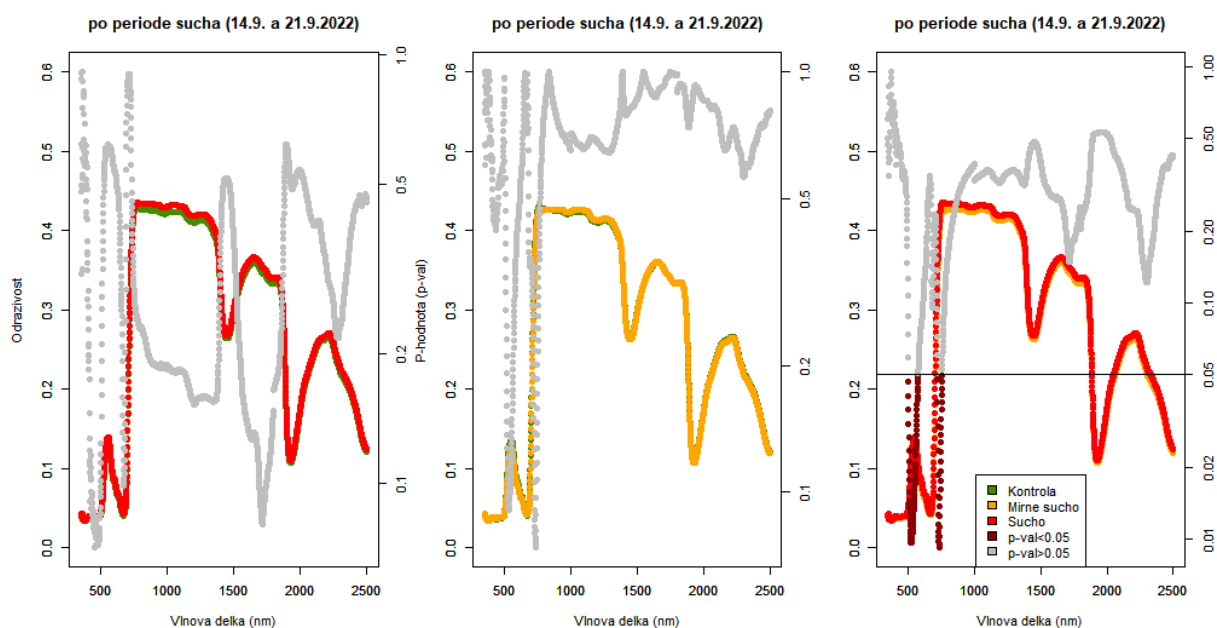 po periode sucha (14.9. a 21.9.2022)
po periode sucha (14.9. a 21.9.2022)
po periode sucha (14.9. a 21.9.2022)
Odrazivost
0.6
0.5
0.4
0.3
0.2
0.1
0.0
500 1000 1500 2000 2500
Vlnova delka (nm)
1.0
0.5
0.2
0.1
P-hodnota (p-val)
0.6
0.5
0.4
0.3
0.2
0.1
0.0
500 1000 1500 2000 2500
Vlnova delka (nm)
1.0
0.5
0.2
0.1
0.6
0.5
0.4
0.3
0.2
0.1
0.0
500 1000 1500 2000 2500
Vlnova delka (nm)
1.00
0.50
0.20
0.10
0.05
0.02
0.01
Kontrola
Mirne sucho
Sucho
p-val<0.05
p-val>0.05